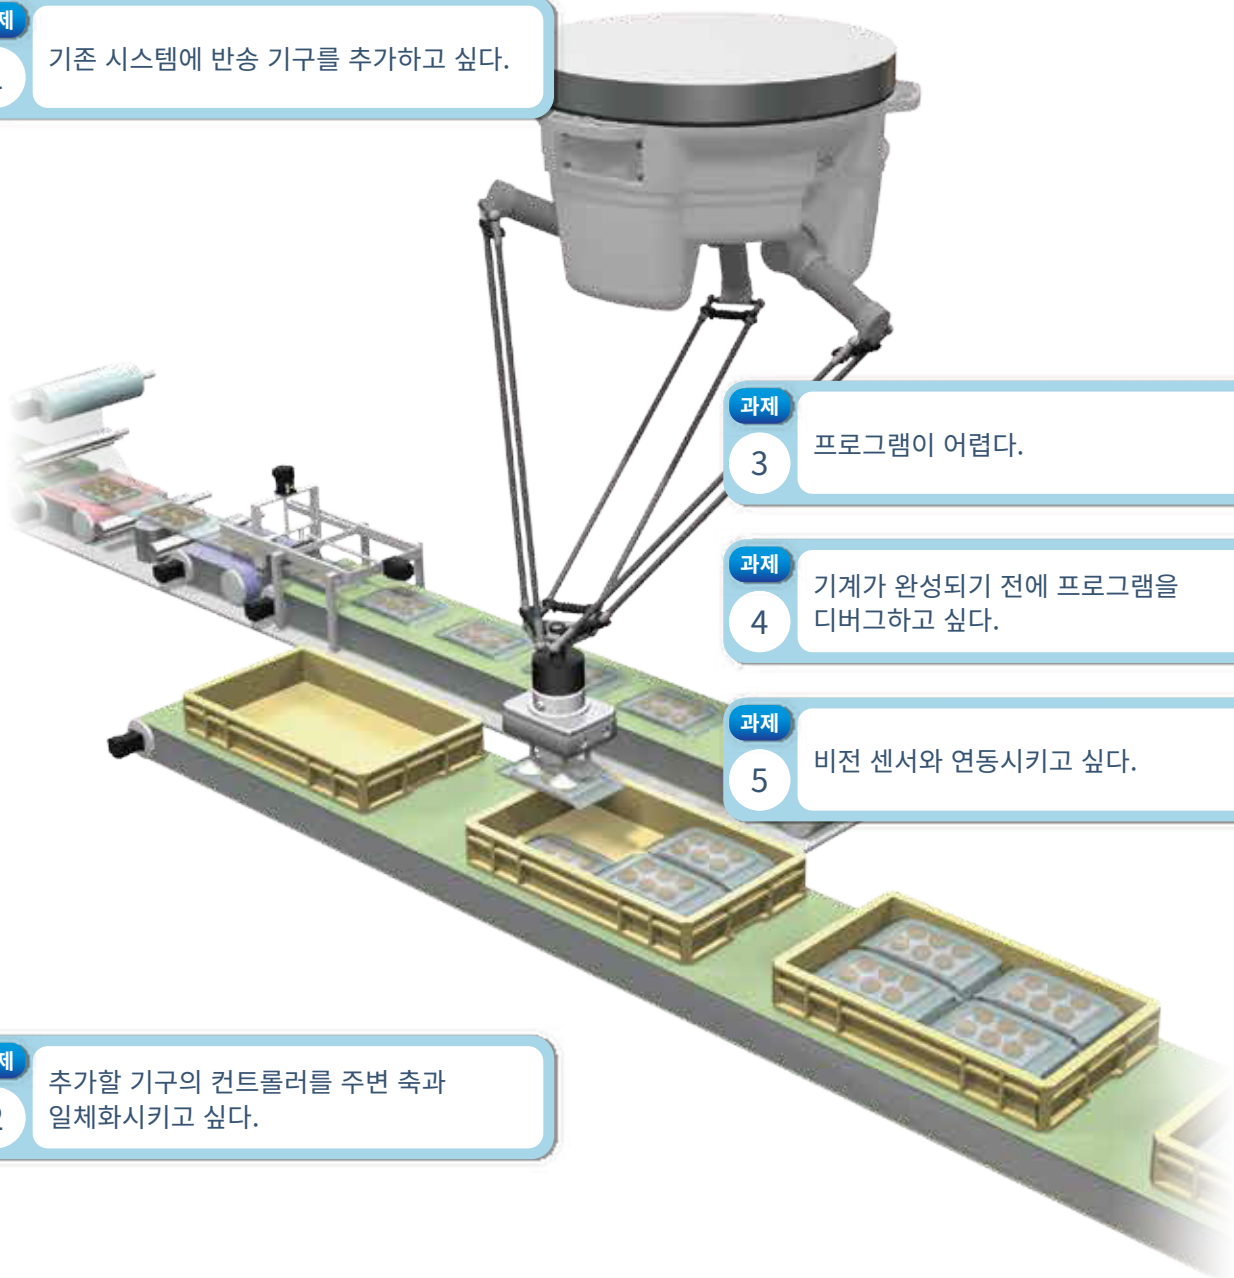 기존 시스템에 반송 기구를 추가하고 싶다.
과제
3
프로그램이 어렵다.
과제
4
기계가 완성되기 전에 프로그램을
디버그하고 싶다.
과제
5
비전 센서와 연동시키고 싶다.
제
2
추가할 기구의 컨트롤러를 주변 축과
일체화시키고 싶다.